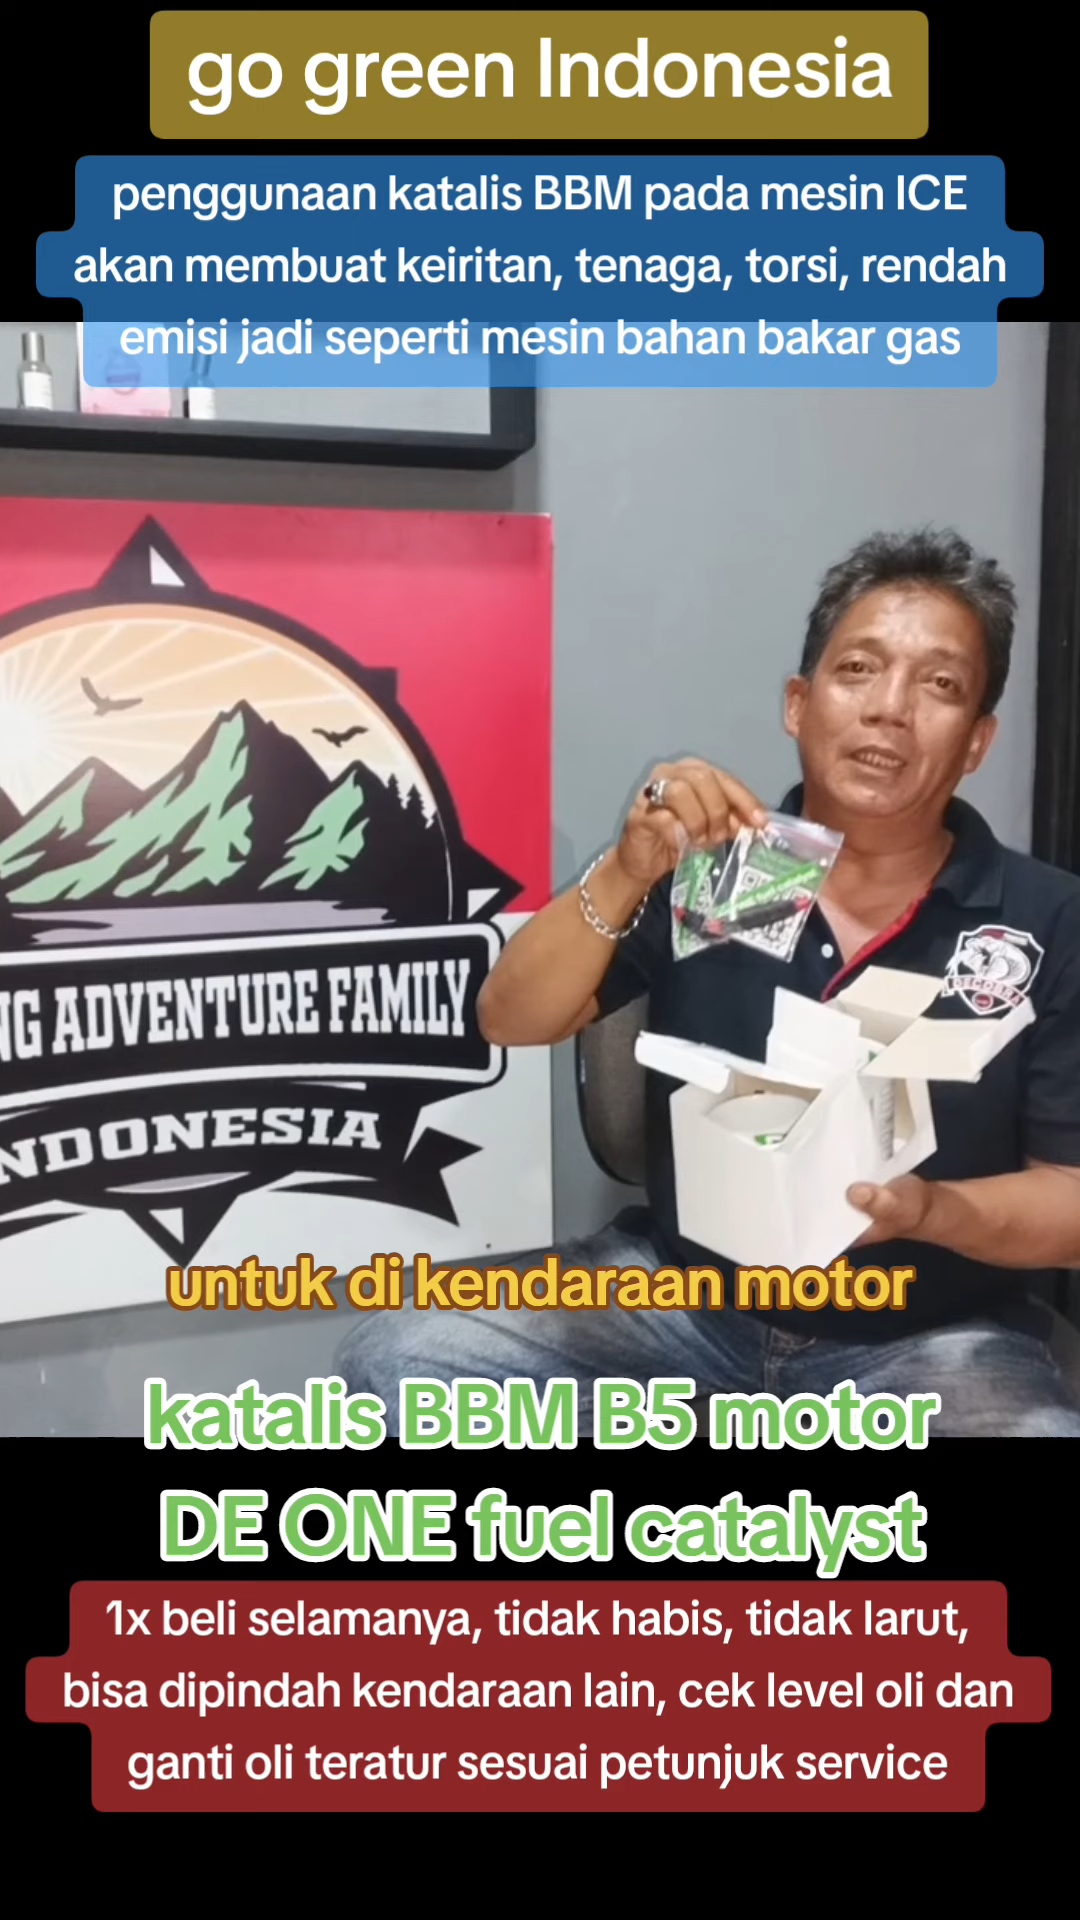 go green Indonesia
penggunaan katalis BBM pada mesin ICE
akan membuat keiritan, tenaga, torsi, rendah
emisi jadi seperti mesin bahan bakar gas
NG ADVENTURE FAMILY
NDONESIA
DECOBRA
untuk di kendaraan motor
katalis BBM B5 motor
DE ONE fuel catalyst
1x beli selamanya, tidak habis, tidak larut,
bisa dipindah kendaraan lain, cek level oli dan
ganti oli teratur sesuai petunjuk service